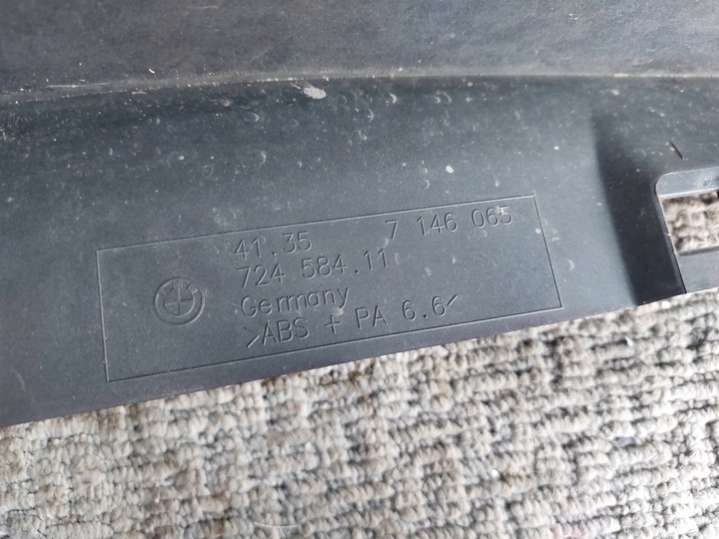 41.35 7 146 065
724 584.11
Germany
>ABS + PA 6.6<